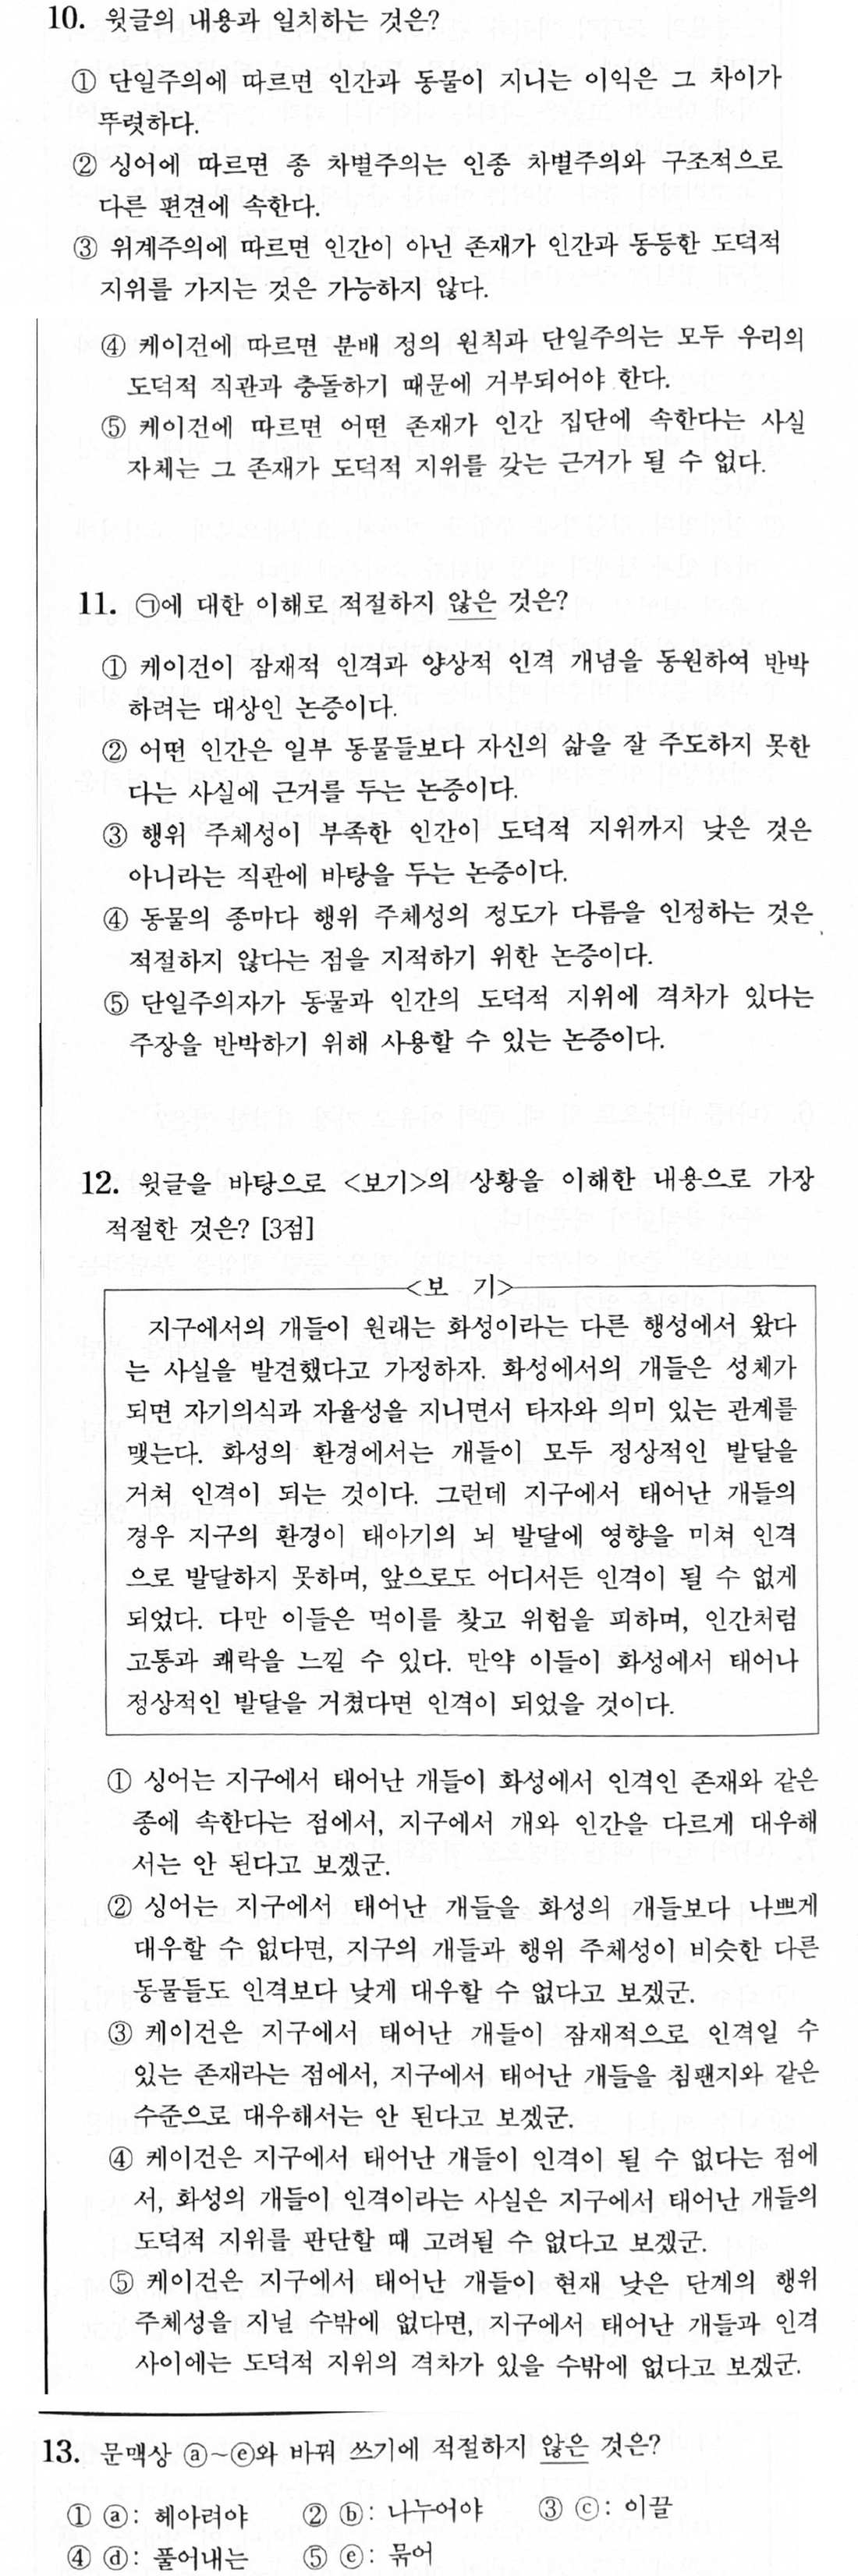 10. 윗글의 내용과 일치하는 것은?
① 단일주의에 따르면 인간과 동물이 지니는 이익은 그 차이가
뚜렷하다.
② 싱어에 따르면 종 차별주의는 인종 차별주의와 구조적으로
다른 편견에 속한다.
③ 위계주의에 따르면 인간이 아닌 존재가 인간과 동등한 도덕적
지위를 가지는 것은 가능하지 않다.
④ 케이건에 따르면 분배 정의 원칙과 단일주의는 모두 우리의
도덕적 직관과 충돌하기 때문에 거부되어야 한다.
⑤ 케이건에 따르면 어떤 존재가 인간 집단에 속한다는 사실
자체는 그 존재가 도덕적 지위를 갖는 근거가 될 수 없다.
11. ㉠에 대한 이해로 적절하지 않은 것은?
① 케이건이 잠재적 인격과 양상적 인격 개념을 동원하여 반박
하려는 대상인 논증이다.
② 어떤 인간은 일부 동물들보다 자신의 삶을 잘 주도하지 못한
다는 사실에 근거를 두는 논증이다.
③ 행위 주체성이 부족한 인간이 도덕적 지위까지 낮은 것은
아니라는 직관에 바탕을 두는 논증이다.
④ 동물의 종마다 행위 주체성의 정도가 다름을 인정하는 것은
적절하지 않다는 점을 지적하기 위한 논증이다.
⑤ 단일주의자가 동물과 인간의 도덕적 지위에 격차가 있다는
주장을 반박하기 위해 사용할 수 있는 논증이다.
12. 윗글을 바탕으로 <보기>의 상황을 이해한 내용으로 가장
적절한 것은? [3점]
<보 기>
지구에서의 개들이 원래는 화성이라는 다른 행성에서 왔다
는 사실을 발견했다고 가정하자. 화성에서의 개들은 성체가
되면 자기의식과 자율성을 지니면서 타자와 의미 있는 관계를
맺는다. 화성의 환경에서는 개들이 모두 정상적인 발달을
거쳐 인격이 되는 것이다. 그런데 지구에서 태어난 개들의
경우 지구의 환경이 태아기의 뇌 발달에 영향을 미쳐 인격
으로 발달하지 못하며, 앞으로도 어디서든 인격이 될 수 없게
되었다. 다만 이들은 먹이를 찾고 위험을 피하며, 인간처럼
고통과 쾌락을 느낄 수 있다. 만약 이들이 화성에서 태어나
정상적인 발달을 거쳤다면 인격이 되었을 것이다.
① 싱어는 지구에서 태어난 개들이 화성에서 인격인 존재와 같은
종에 속한다는 점에서, 지구에서 개와 인간을 다르게 대우해
서는 안 된다고 보겠군.
② 싱어는 지구에서 태어난 개들을 화성의 개들보다 나쁘게
대우할 수 없다면, 지구의 개들과 행위 주체성이 비슷한 다른
동물들도 인격보다 낮게 대우할 수 없다고 보겠군.
③ 케이건은 지구에서 태어난 개들이 잠재적으로 인격일 수
있는 존재라는 점에서, 지구에서 태어난 개들을 침팬지와 같은
수준으로 대우해서는 안 된다고 보겠군.
④ 케이건은 지구에서 태어난 개들이 인격이 될 수 없다는 점에
서, 화성의 개들이 인격이라는 사실은 지구에서 태어난 개들의
도덕적 지위를 판단할 때 고려될 수 없다고 보겠군.
⑤ 케이건은 지구에서 태어난 개들이 현재 낮은 단계의 행위
주체성을 지닐 수밖에 없다면, 지구에서 태어난 개들과 인격
사이에는 도덕적 지위의 격차가 있을 수밖에 없다고 보겠군.
13. 문맥상 ⓐ~ⓔ와 바꿔 쓰기에 적절하지 않은 것은?
① ⓐ: 헤아려야 ② ⓑ: 나누어야 ③ ⓒ: 이끌
④ ⓓ: 풀어내는 ⑤ ⓔ: 묶어